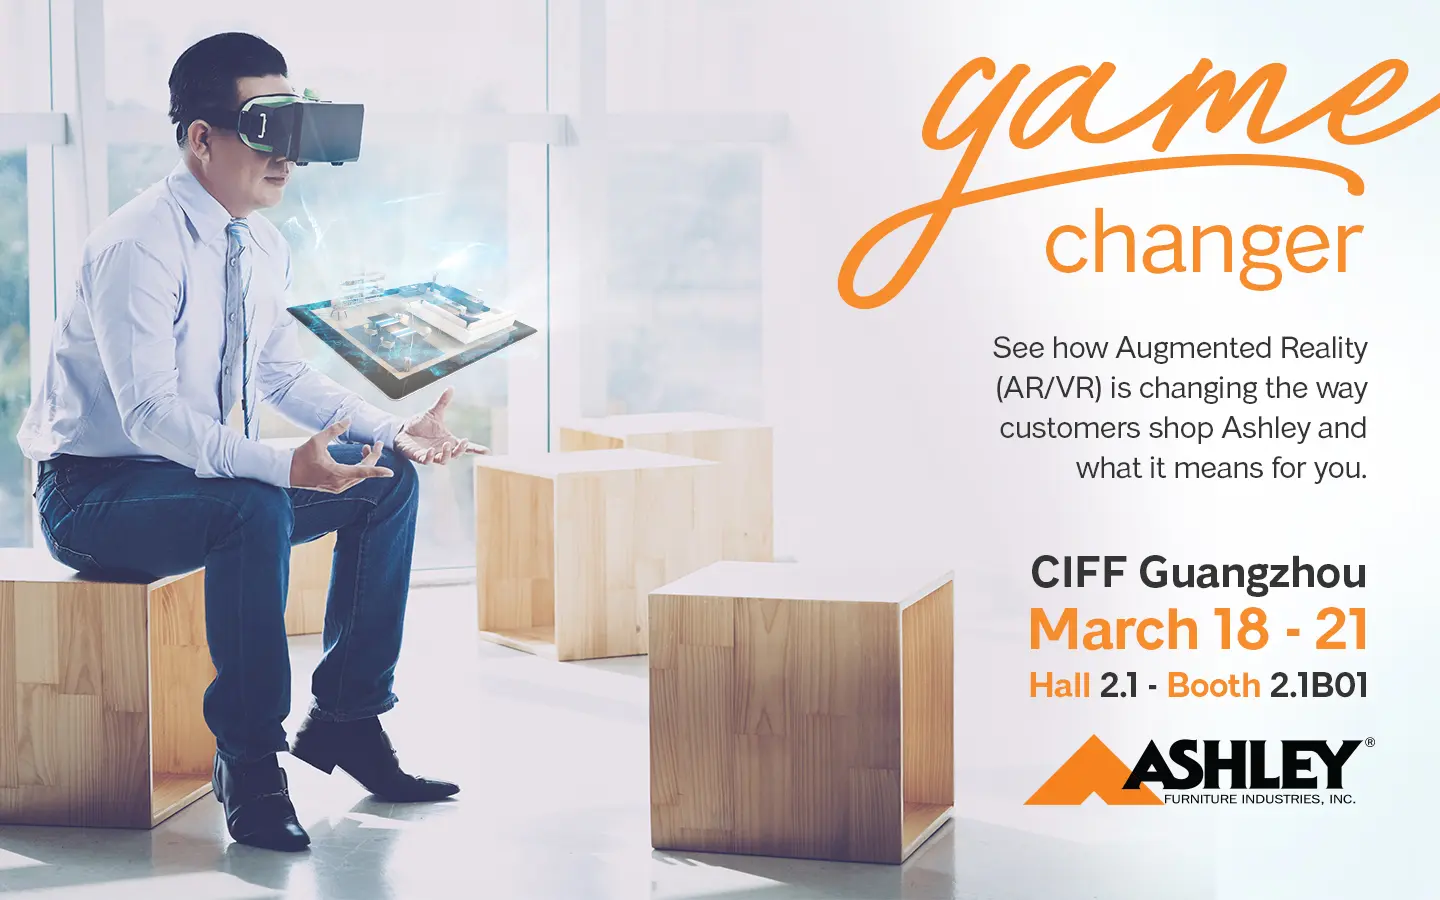 game
changer
See how Augmented Reality
(AR/VR) is changing the way
customers shop Ashley and
what it means for you.
CIFF Guangzhou
March 18 - 21
Hall 2.1 - Booth 2.1B01
ASHLEY®
FURNITURE INDUSTRIES, INC.